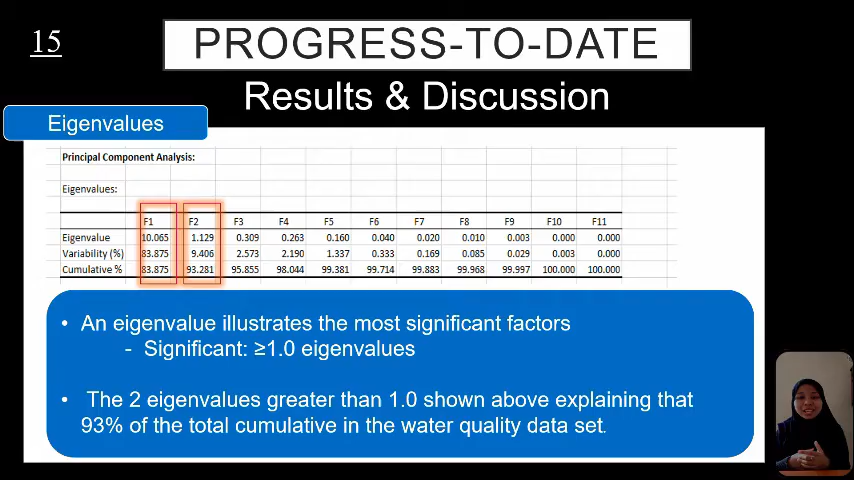 15
PROGRESS-TO-DATE
Results & Discussion
Eigenvalues
Principal Component Analysis:
Eigenvalues:
F1 F2 F3 F4 F5 F6 F7 F8 F9 F10 F11
Eigenvalue 10.065 1.129 0.309 0.263 0.160 0.040 0.020 0.010 0.003 0.000 0.000
Variability (%) 83.875 9.406 2.573 2.190 1.337 0.333 0.169 0.085 0.029 0.003 0.000
Cumulative % 83.875 93.281 95.855 98.044 99.381 99.714 99.883 99.968 99.997 100.000 100.000
• An eigenvalue illustrates the most significant factors
- Significant: ≥1.0 eigenvalues
• The 2 eigenvalues greater than 1.0 shown above explaining that
93% of the total cumulative in the water quality data set.